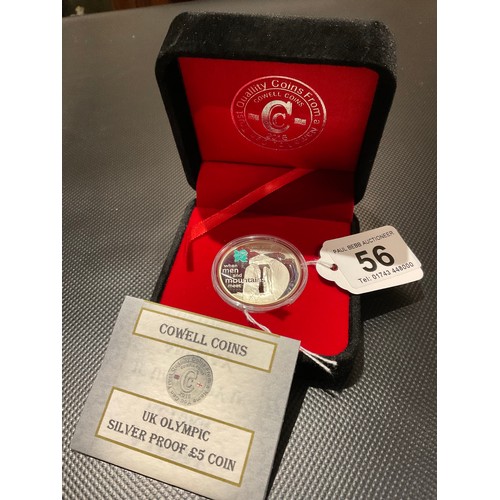 Quality Coins From a
COWELL COINS
C
C
when
men
and
mountains
meet
PAUL BEBB AUCTIONEER
56
Tel: 01743 448000
COWELL COINS
C
C
UK OLYMPIC
SILVER PROOF £5 COIN